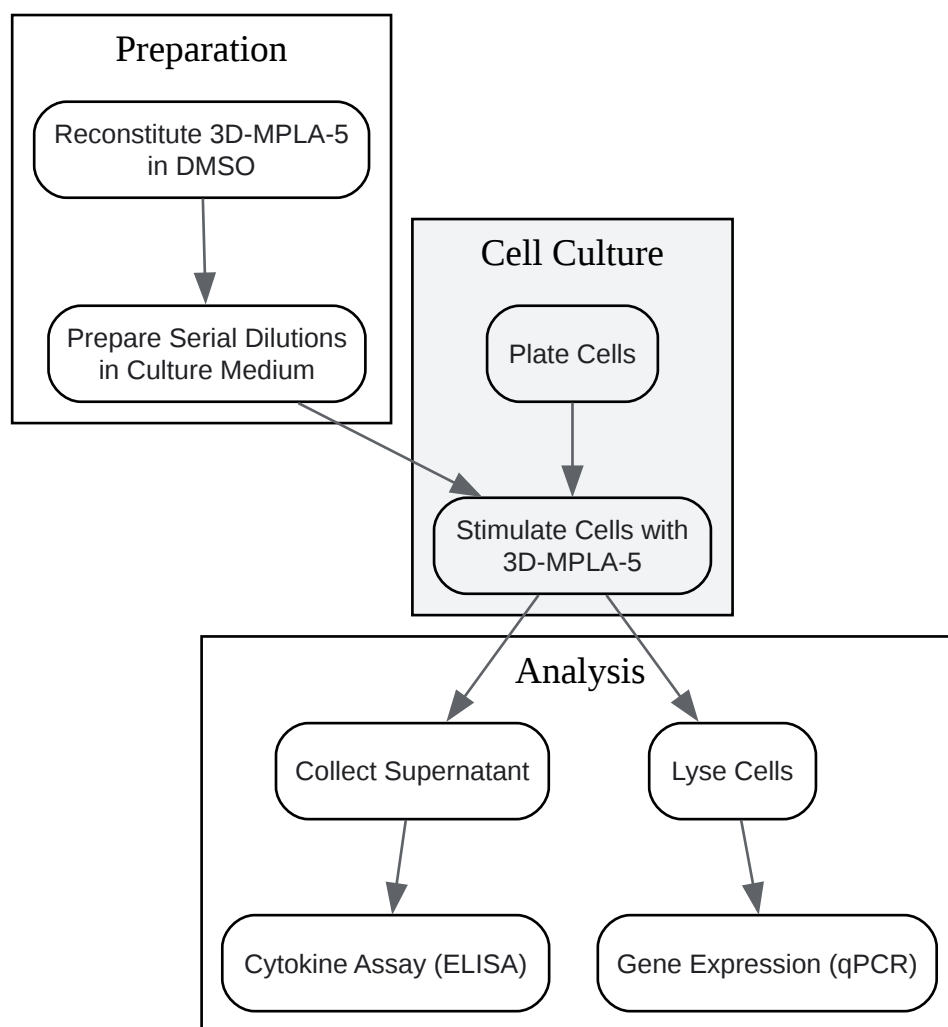 Preparation
Reconstitute 3D-MPLA-5
in DMSO
Prepare Serial Dilutions
in Culture Medium
Cell Culture
Plate Cells
Stimulate Cells with
3D-MPLA-5
Analysis
Collect Supernatant
Lyse Cells
Cytokine Assay (ELISA)
Gene Expression (qPCR)